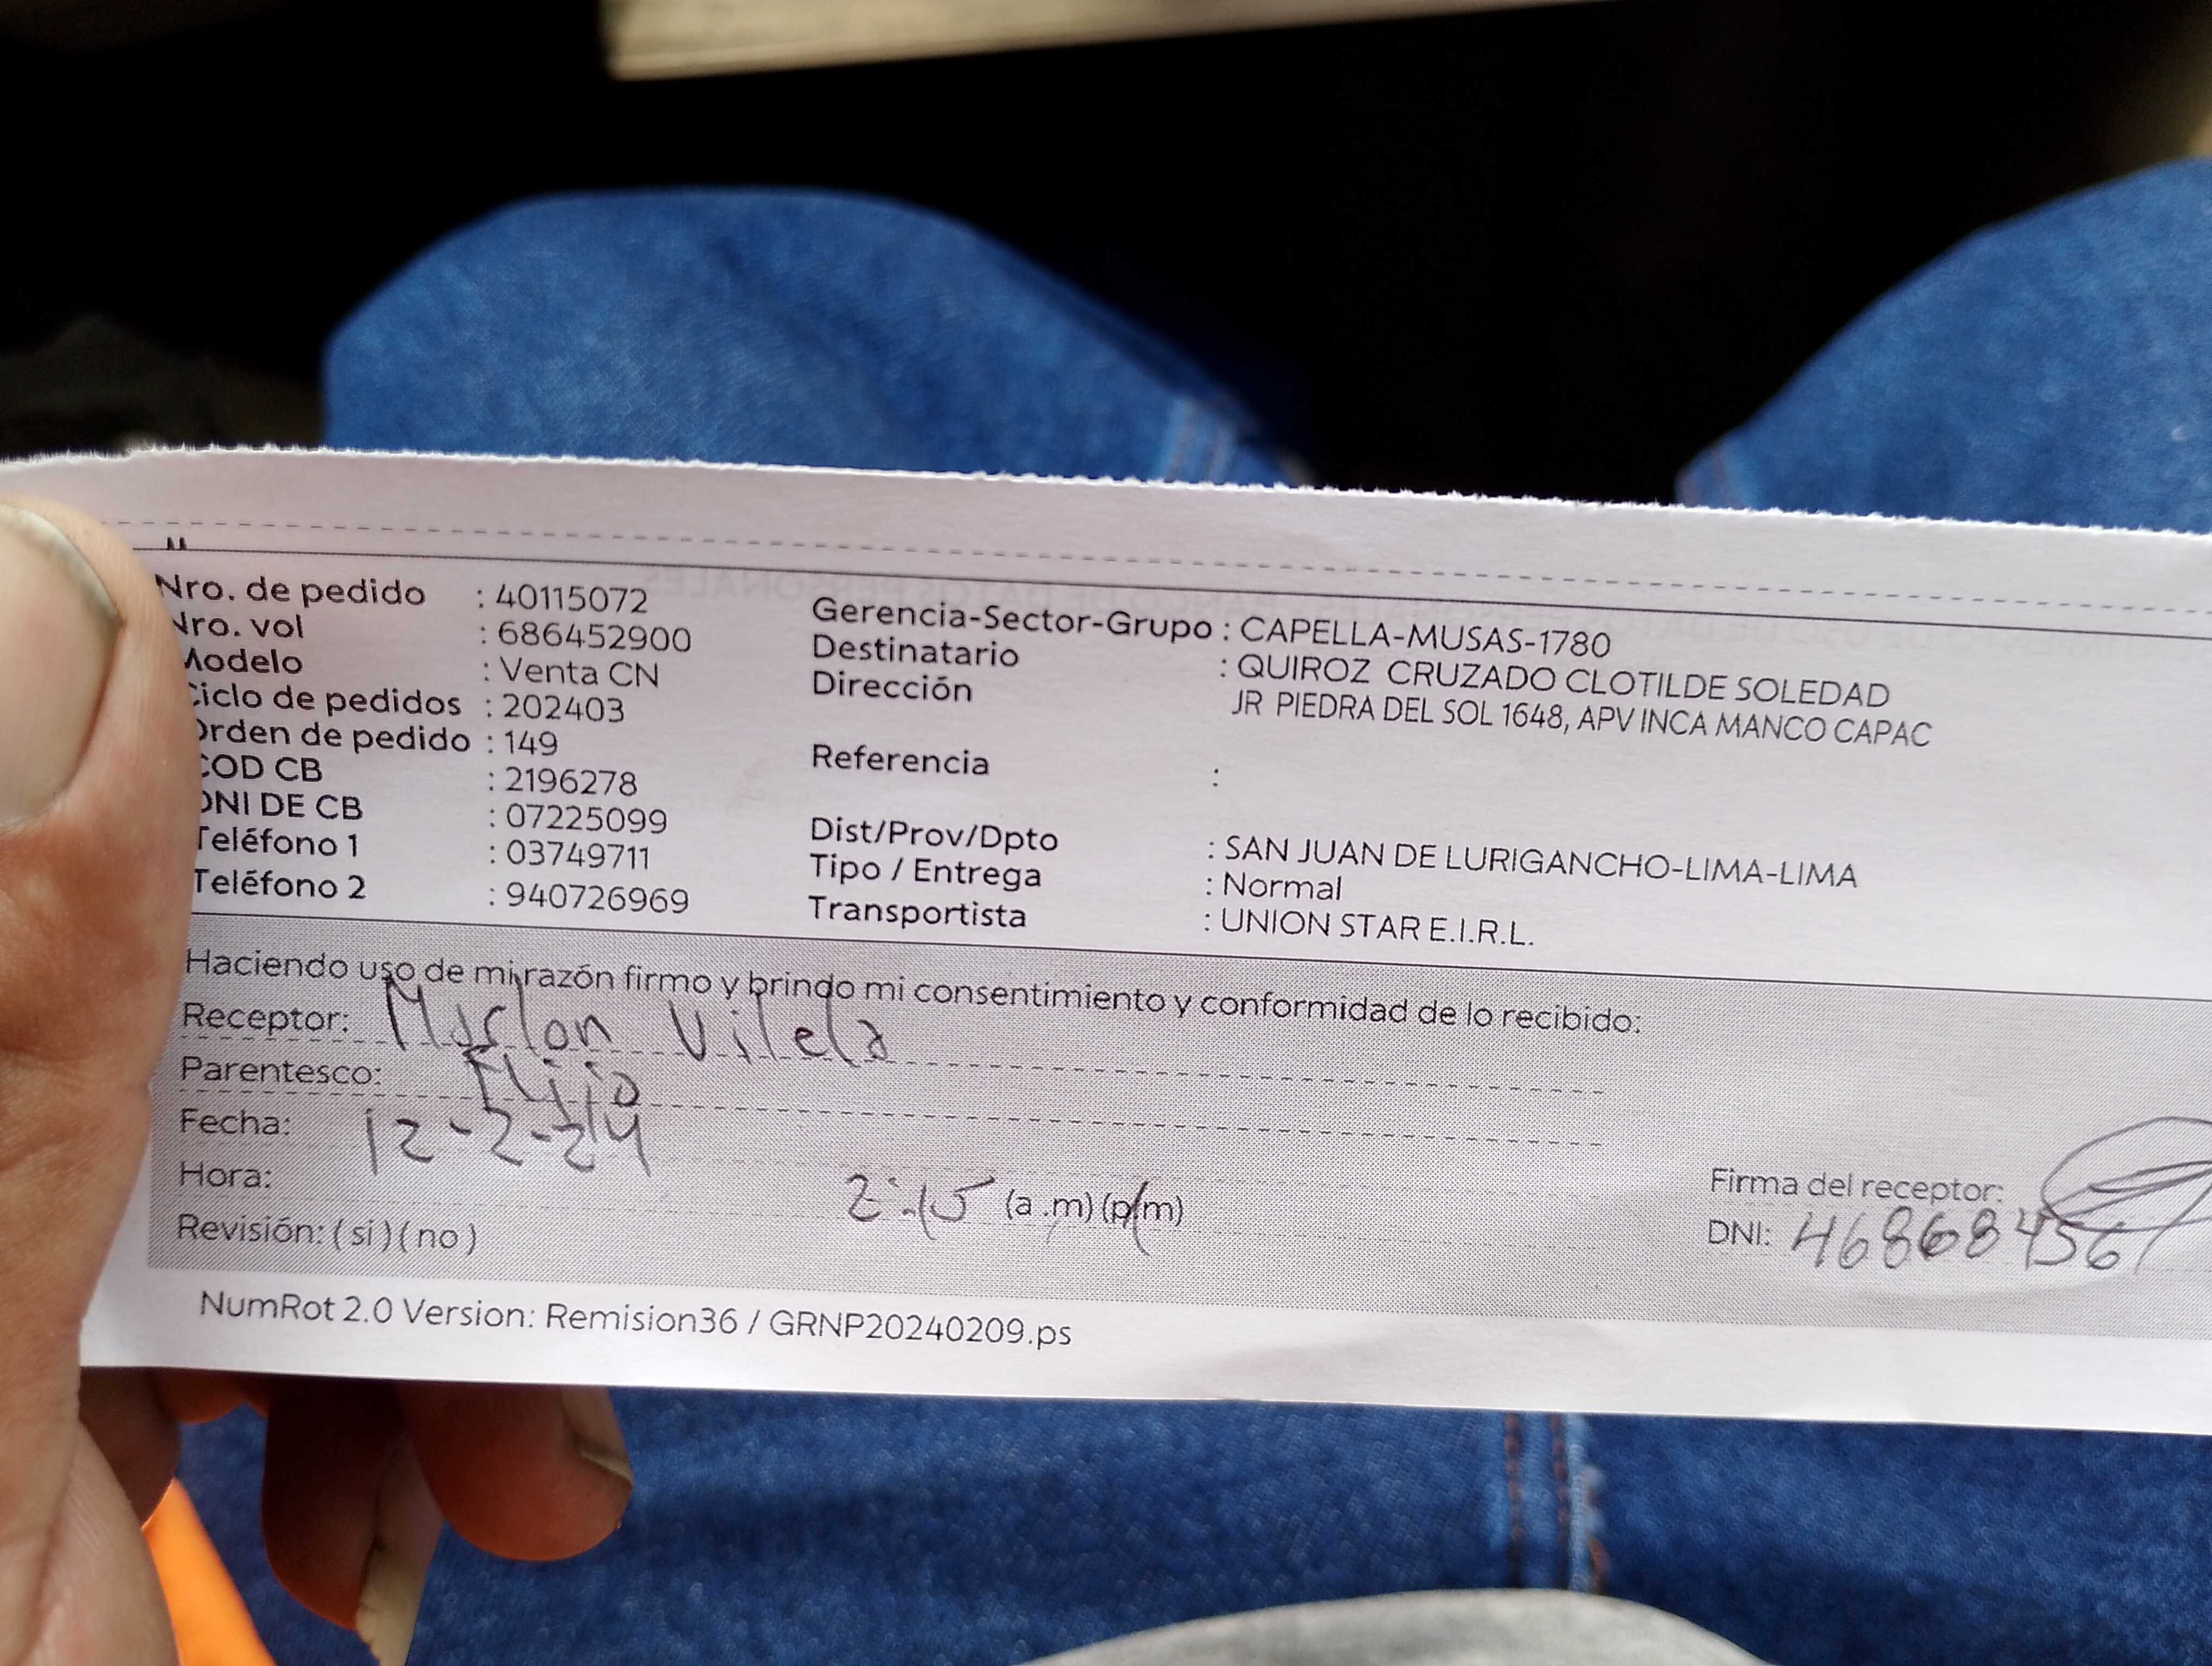 Nro. de pedido : 40115072
Nro. vol : 686452900
Modelo : Venta CN
Ciclo de pedidos : 202403
Orden de pedido : 149
COD CB : 2196278
DNI DE CB : 07225099
Teléfono 1 : 03749711
Teléfono 2 : 940726969
Gerencia-Sector-Grupo : CAPELLA-MUSAS-1780
Destinatario : QUIROZ CRUZADO CLOTILDE SOLEDAD
Dirección JR PIEDRA DEL SOL 1648, APV INCA MANCO CAPAC
Referencia :
Dist/Prov/Dpto : SAN JUAN DE LURIGANCHO-LIMA-LIMA
Tipo / Entrega : Normal
Transportista : UNION STAR E.I.R.L.
Haciendo uso de mi razón firmo y brindo mi consentimiento y conformidad de lo recibido:
Receptor: Marlon Vilela
Parentesco: Hijo
Fecha: 12-2-24
Hora: 2:15 (a.m) (p.m)
Revisión: (si) (no)
Firma del receptor:
DNI: 46868456
NumRot 2.0 Version: Remision36 / GRNP20240209.ps